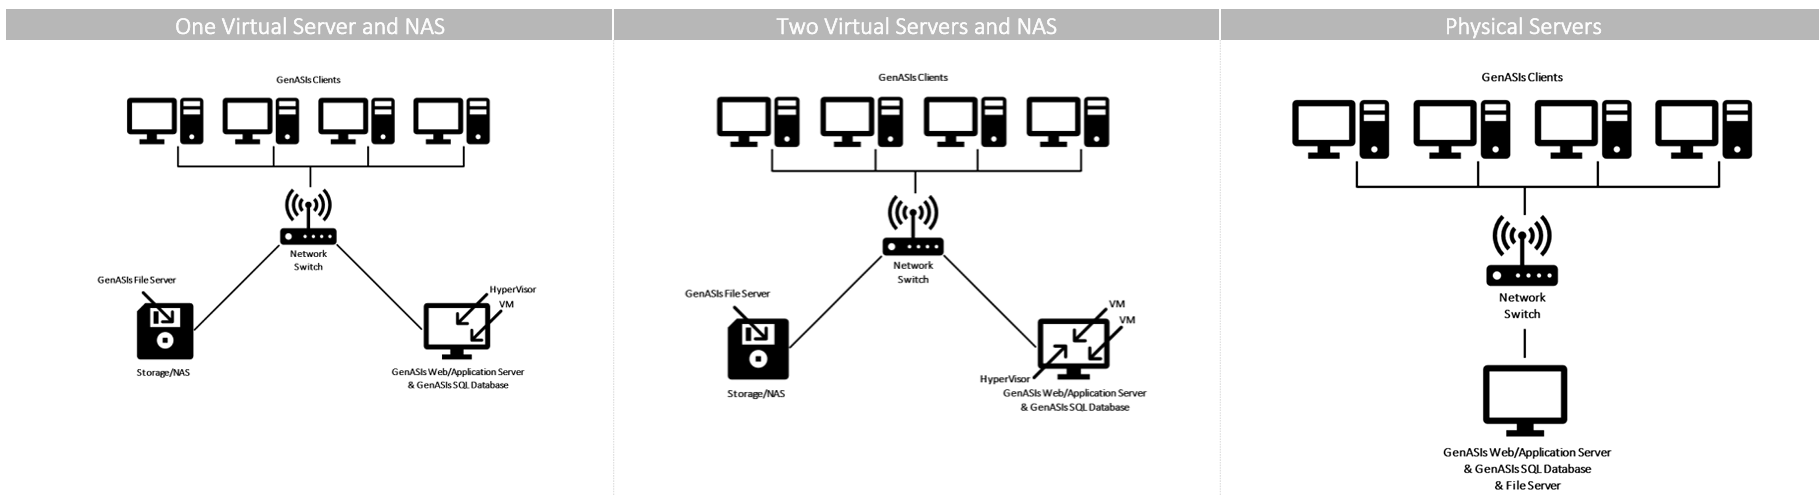 One Virtual Server and NAS
GenASIs Clients
Network
Switch
GenASIs File Server
HyperVisor
VM
Storage/NAS
GenASIs Web/Application Server
& GenASIs SQL Database
Two Virtual Servers and NAS
GenASIs Clients
Network
Switch
GenASIs File Server
VM
VM
HyperVisor
Storage/NAS
GenASIs Web/Application Server
& GenASIs SQL Database
Physical Servers
GenASIs Clients
Network
Switch
GenASIs Web/Application Server
& GenASIs SQL Database
& File Server